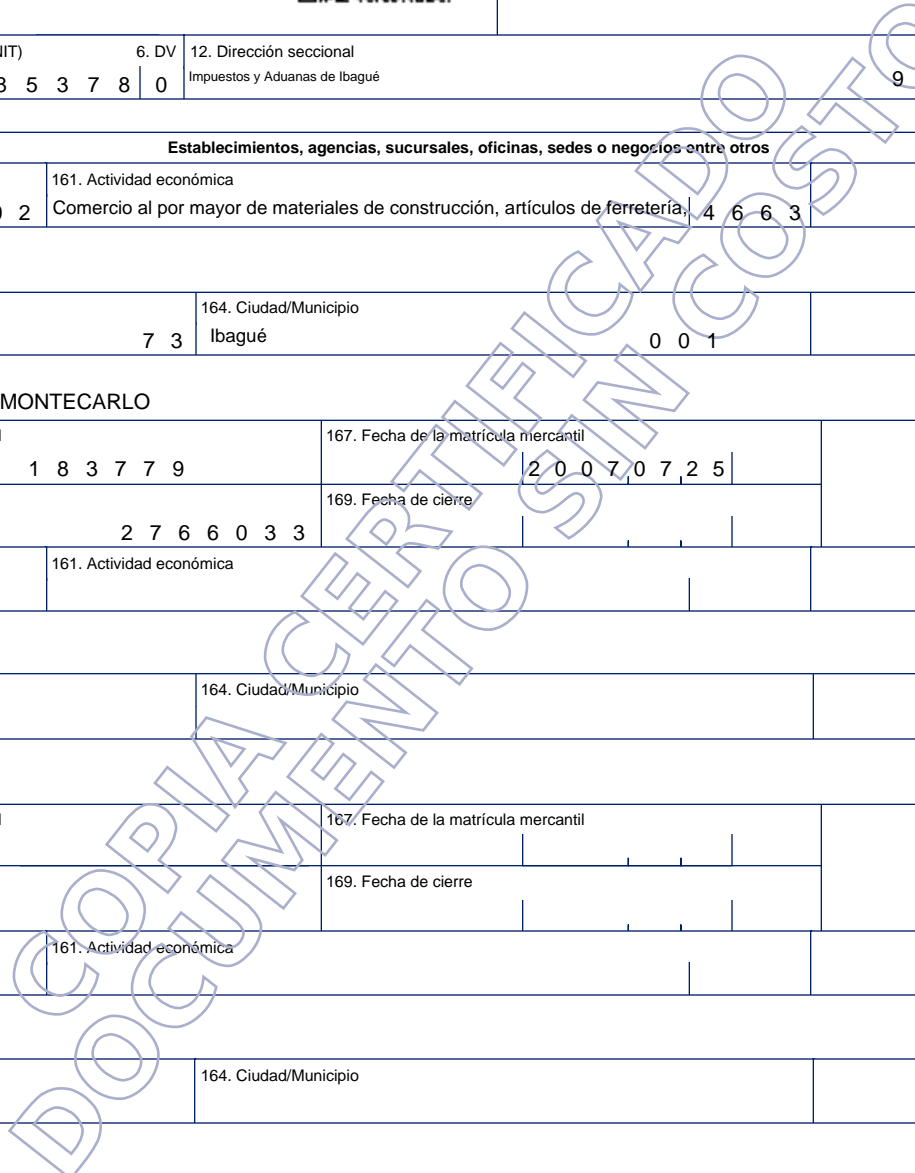 6. DV 12. Dirección seccional
5 3 7 8 0 Impuestos y Aduanas de Ibagué 9
Establecimientos, agencias, sucursales, oficinas, sedes o negocios entre otros
161. Actividad económica
2 Comercio al por mayor de materiales de construcción, artículos de ferretería, 4 6 6 3
164. Ciudad/Municipio
7 3 Ibagué 0 0 1
MONTECARLO
167. Fecha de la matrícula mercantil
1 8 3 7 7 9 2 0 0 7 0 7 2 5
169. Fecha de cierre
2 7 6 6 0 3 3
161. Actividad económica
164. Ciudad/Municipio
167. Fecha de la matrícula mercantil
169. Fecha de cierre
161. Actividad económica
164. Ciudad/Municipio
COPIA CERTIFICADO
DOCUMENTO SIN COSTO